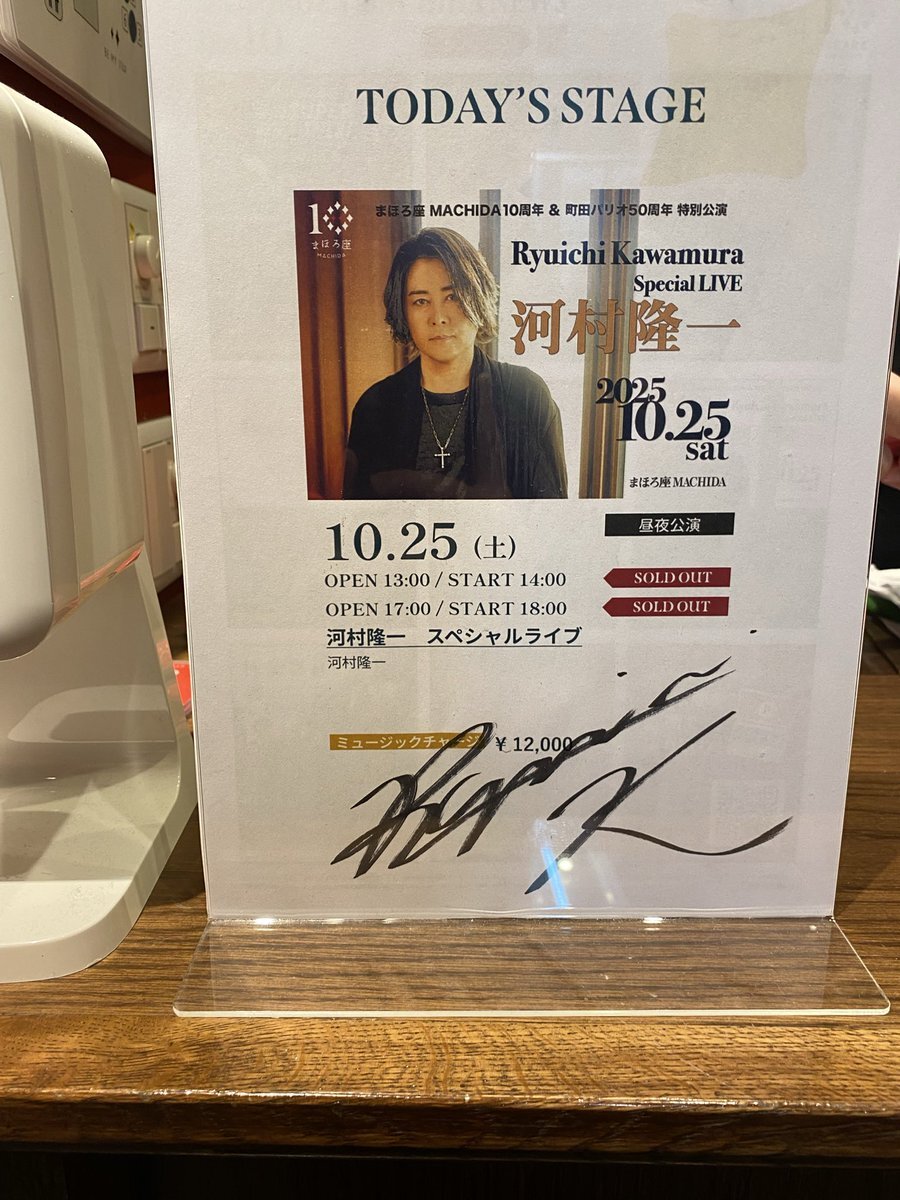 TODAY'S STAGE
10
まほろ座
MACHIDA
まほろ座 MACHIDA10周年 & 町田パリオ50周年 特別公演
Ryuichi Kawamura
Special LIVE
河村隆一
2025
10.25
sat
まほろ座 MACHIDA
10.25 (土)
昼夜公演
OPEN 13:00 / START 14:00 SOLD OUT
OPEN 17:00 / START 18:00 SOLD OUT
河村隆一 スペシャルライブ
河村隆一
ミュージックチャージ ¥ 12,000